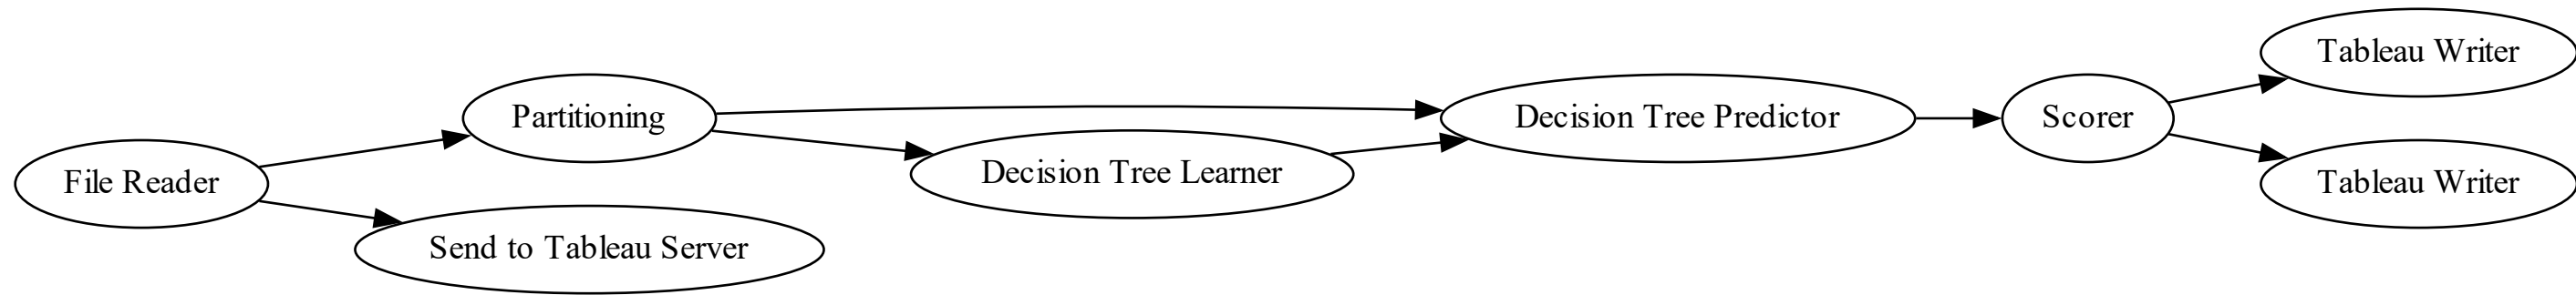 File Reader
Partitioning
Send to Tableau Server
Decision Tree Learner
Decision Tree Predictor
Scorer
Tableau Writer
Tableau Writer